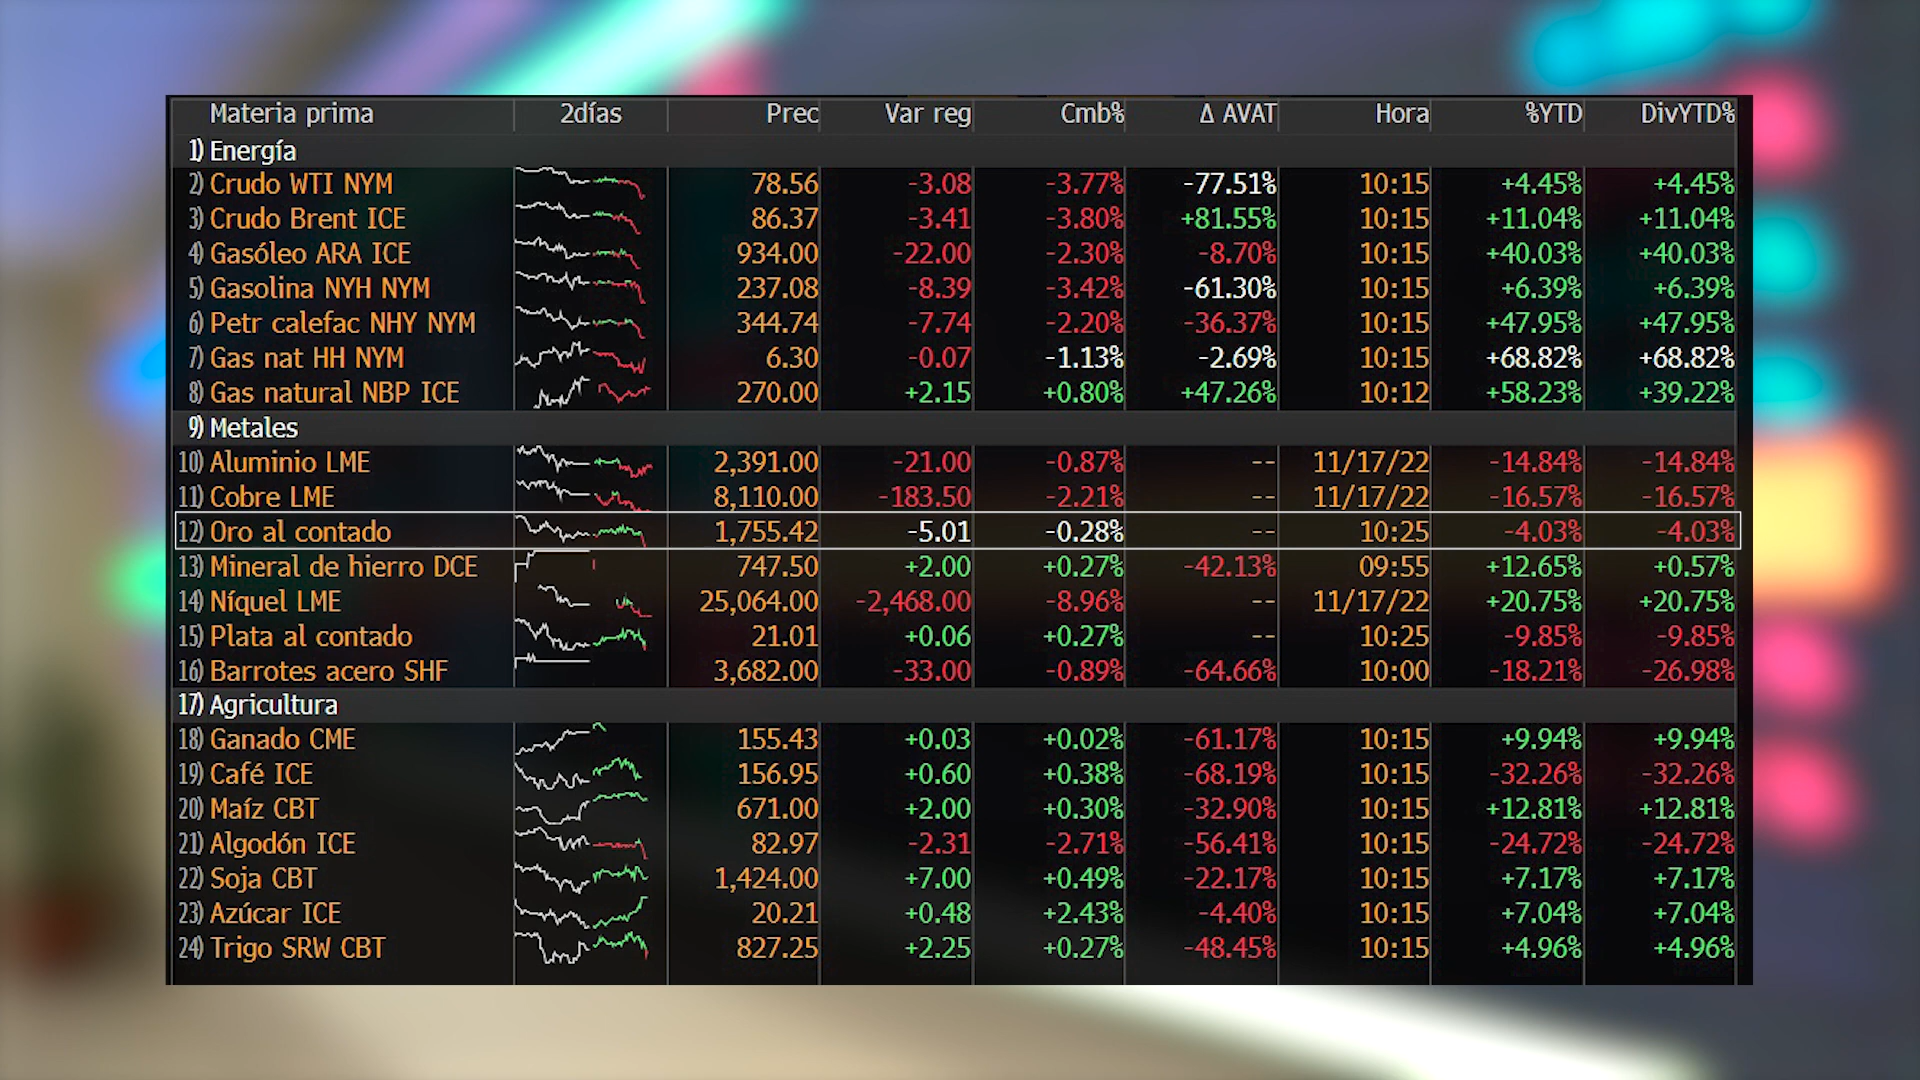 Materia prima 2días Prec Var reg Cmb% Δ AVAT Hora %YTD DivYTD%
1) Energía
2) Crudo WTI NYM 78.56 -3.08 -3.77% -77.51% 10:15 +4.45% +4.45%
3) Crudo Brent ICE 86.37 -3.41 -3.80% +81.55% 10:15 +11.04% +11.04%
4) Gasóleo ARA ICE 934.00 -22.00 -2.30% -8.70% 10:15 +40.03% +40.03%
5) Gasolina NYH NYM 237.08 -8.39 -3.42% -61.30% 10:15 +6.39% +6.39%
6) Petr calefac NHY NYM 344.74 -7.74 -2.20% -36.37% 10:15 +47.95% +47.95%
7) Gas nat HH NYM 6.30 -0.07 -1.13% -2.69% 10:15 +68.82% +68.82%
8) Gas natural NBP ICE 270.00 +2.15 +0.80% +47.26% 10:12 +58.23% +39.22%
9) Metales
10) Aluminio LME 2,391.00 -21.00 -0.87% -- 11/17/22 -14.84% -14.84%
11) Cobre LME 8,110.00 -183.50 -2.21% -- 11/17/22 -16.57% -16.57%
12) Oro al contado 1,755.42 -5.01 -0.28% -- 10:25 -4.03% -4.03%
13) Mineral de hierro DCE 747.50 +2.00 +0.27% -42.13% 09:55 +12.65% +0.57%
14) Níquel LME 25,064.00 -2,468.00 -8.96% -- 11/17/22 +20.75% +20.75%
15) Plata al contado 21.01 +0.06 +0.27% -- 10:25 -9.85% -9.85%
16) Barrotes acero SHF 3,682.00 -33.00 -0.89% -64.66% 10:00 -18.21% -26.98%
17) Agricultura
18) Ganado CME 155.43 +0.03 +0.02% -61.17% 10:15 +9.94% +9.94%
19) Café ICE 156.95 +0.60 +0.38% -68.19% 10:15 -32.26% -32.26%
20) Maíz CBT 671.00 +2.00 +0.30% -32.90% 10:15 +12.81% +12.81%
21) Algodón ICE 82.97 -2.31 -2.71% -56.41% 10:15 -24.72% -24.72%
22) Soja CBT 1,424.00 +7.00 +0.49% -22.17% 10:15 +7.17% +7.17%
23) Azúcar ICE 20.21 +0.48 +2.43% -4.40% 10:15 +7.04% +7.04%
24) Trigo SRW CBT 827.25 +2.25 +0.27% -48.45% 10:15 +4.96% +4.96%